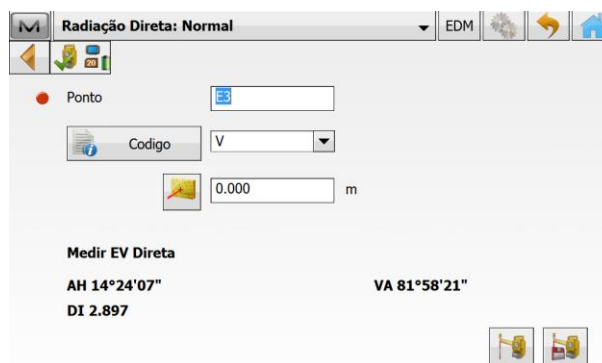 M Radiação Direta: Normal EDM
20
Ponto E3
Codigo V
0.000 m
Medir EV Direta
AH 14°24'07" VA 81°58'21"
DI 2.897